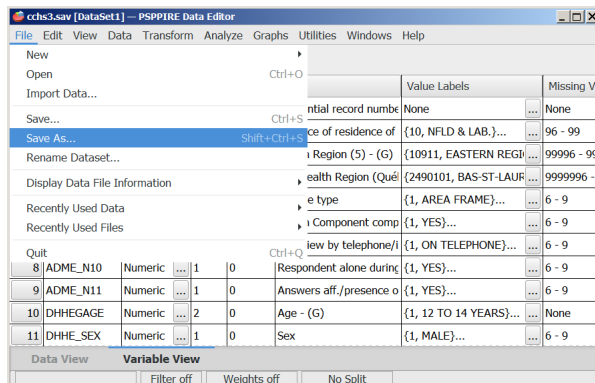 cchs3.sav [DataSet1] — PSPPIRE Data Editor
File Edit View Data Transform Analyze Graphs Utilities Windows Help
New
Open Ctrl+O
Import Data...
Save... Ctrl+S
Save As... Shift+Ctrl+S
Rename Dataset...
Display Data File Information
Recently Used Data
Recently Used Files
Quit Ctrl+Q
Value Labels Missing V
ntial record numbe None ... None
ce of residence of {10, NFLD & LAB.}... ... 96 - 99
Region (5) - (G) {10911, EASTERN REGI ... 99996 - 99
ealth Region (Qué {2490101, BAS-ST-LAUR ... 9999996 -
e type {1, AREA FRAME}... ... 6 - 9
Component comp {1, YES}... ... 6 - 9
iew by telephone/i {1, ON TELEPHONE}... ... 6 - 9
8 ADME_N10 Numeric ... 1 0 Respondent alone during {1, YES}... ... 6 - 9
9 ADME_N11 Numeric ... 1 0 Answers aff./presence o {1, YES}... ... 6 - 9
10 DHHEGAGE Numeric ... 2 0 Age - (G) {1, 12 TO 14 YEARS}... ... None
11 DHHE_SEX Numeric ... 1 0 Sex {1, MALE}... ... 6 - 9
Data View Variable View
Filter off Weights off No Split